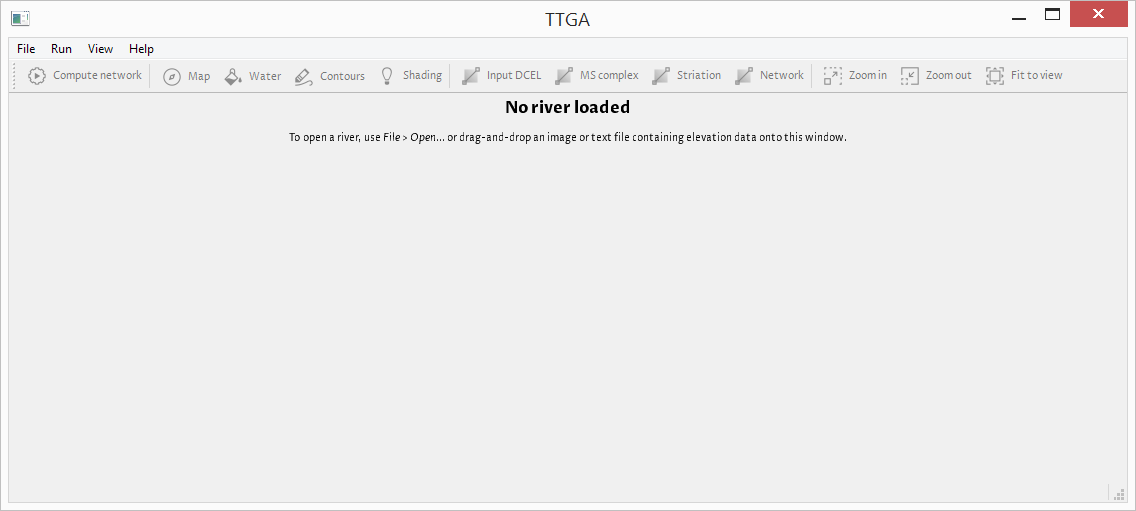 TTGA
File Run View Help
Compute network Map Water Contours Shading Input DCEL MS complex Striation Network Zoom in Zoom out Fit to view
No river loaded
To open a river, use File > Open... or drag-and-drop an image or text file containing elevation data onto this window.